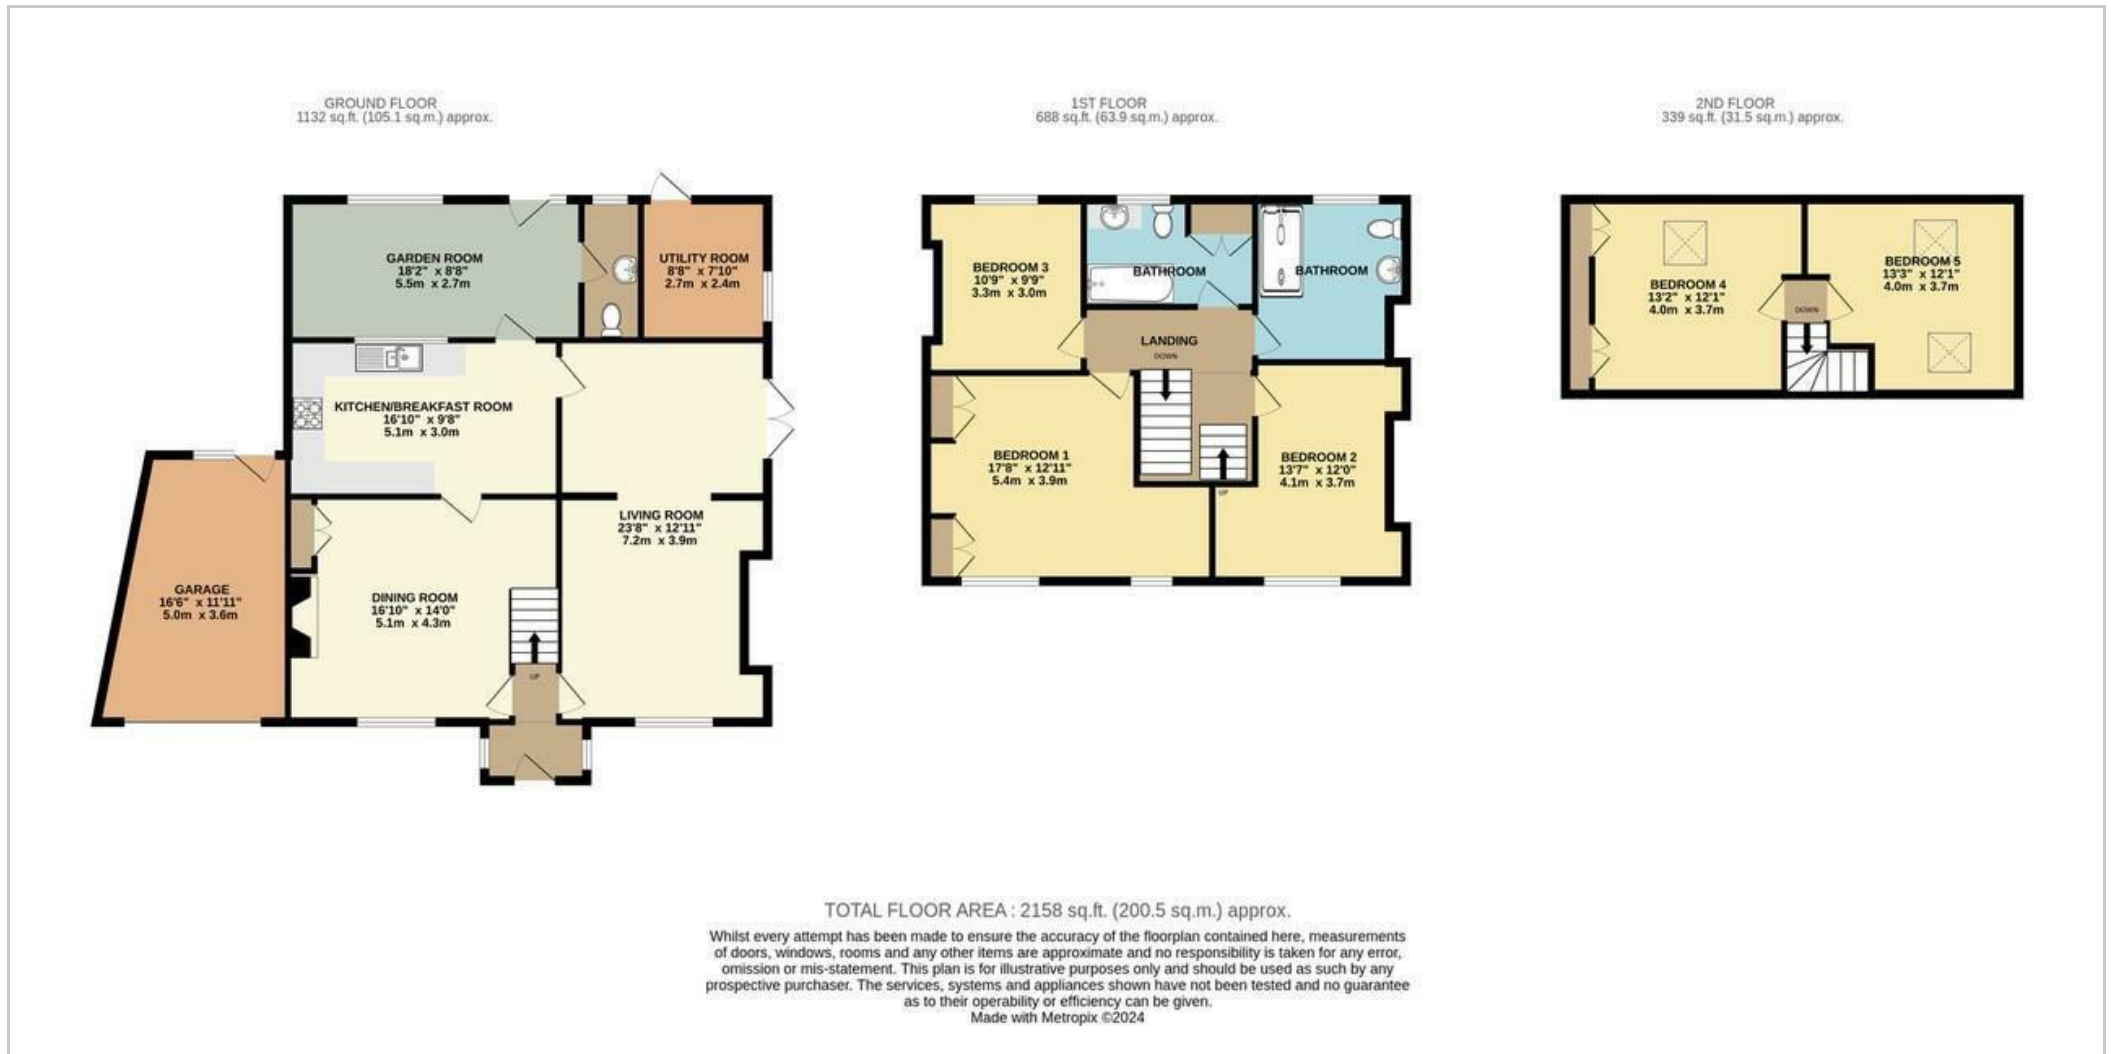 GROUND FLOOR
1132 sq.ft. (105.1 sq.m.) approx.
GARDEN ROOM
18'2" x 8'8"
5.5m x 2.7m
UTILITY ROOM
8'8" x 7'10"
2.7m x 2.4m
KITCHEN/BREAKFAST ROOM
16'10" x 9'8"
5.1m x 3.0m
LIVING ROOM
23'8" x 12'11"
7.2m x 3.9m
GARAGE
16'6" x 11'11"
5.0m x 3.6m
DINING ROOM
16'10" x 14'0"
5.1m x 4.3m
UP
1ST FLOOR
688 sq.ft. (63.9 sq.m.) approx.
BEDROOM 3
10'9" x 9'9"
3.3m x 3.0m
BATHROOM
BATHROOM
LANDING
DOWN
BEDROOM 1
17'8" x 12'11"
5.4m x 3.9m
BEDROOM 2
13'7" x 12'0"
4.1m x 3.7m
UP
2ND FLOOR
339 sq.ft. (31.5 sq.m.) approx.
BEDROOM 4
13'2" x 12'1"
4.0m x 3.7m
BEDROOM 5
13'3" x 12'1"
4.0m x 3.7m
DOWN
TOTAL FLOOR AREA : 2158 sq.ft. (200.5 sq.m.) approx.
Whilst every attempt has been made to ensure the accuracy of the floorplan contained here, measurements
of doors, windows, rooms and any other items are approximate and no responsibility is taken for any error,
omission or mis-statement. This plan is for illustrative purposes only and should be used as such by any
prospective purchaser. The services, systems and appliances shown have not been tested and no guarantee
as to their operability or efficiency can be given.
Made with Metropix ©2024